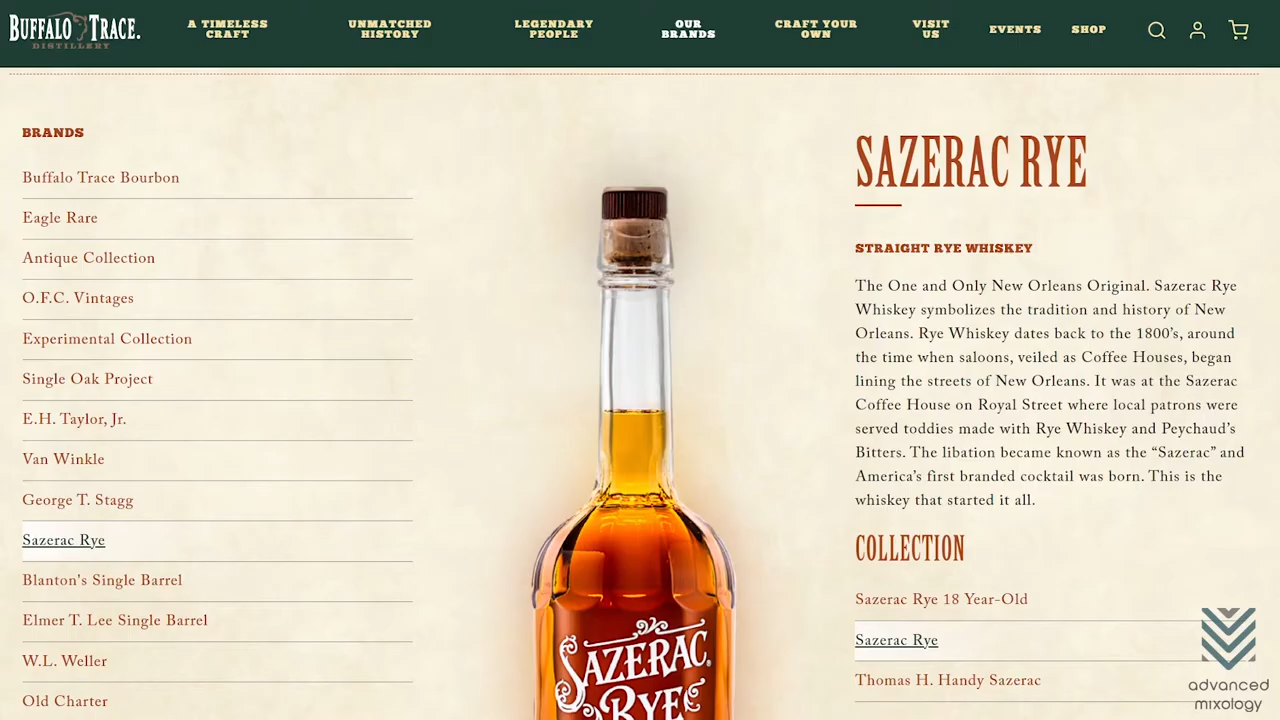 BUFFALO TRACE.
DISTILLERY
A TIMELESS
CRAFT
UNMATCHED
HISTORY
LEGENDARY
PEOPLE
OUR
BRANDS
CRAFT YOUR
OWN
VISIT
US
EVENTS
SHOP
BRANDS
Buffalo Trace Bourbon
Eagle Rare
Antique Collection
O.F.C. Vintages
Experimental Collection
Single Oak Project
E.H. Taylor, Jr.
Van Winkle
George T. Stagg
Sazerac Rye
Blanton's Single Barrel
Elmer T. Lee Single Barrel
W.L. Weller
Old Charter
SAZERAC
RYE
SAZERAC RYE
STRAIGHT RYE WHISKEY
The One and Only New Orleans Original. Sazerac Rye
Whiskey symbolizes the tradition and history of New
Orleans. Rye Whiskey dates back to the 1800's, around
the time when saloons, veiled as Coffee Houses, began
lining the streets of New Orleans. It was at the Sazerac
Coffee House on Royal Street where local patrons were
served toddies made with Rye Whiskey and Peychaud's
Bitters. The libation became known as the “Sazerac” and
America's first branded cocktail was born. This is the
whiskey that started it all.
COLLECTION
Sazerac Rye 18 Year-Old
Sazerac Rye
Thomas H. Handy Sazerac
advanced
mixology